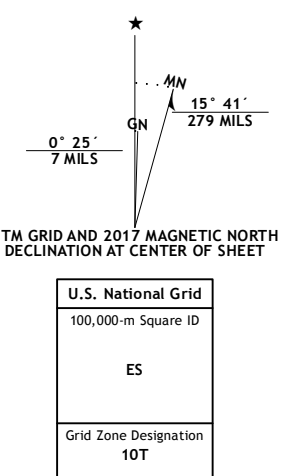 ★
MN
GN
15° 41´
279 MILS
0° 25´
7 MILS
TM GRID AND 2017 MAGNETIC NORTH
DECLINATION AT CENTER OF SHEET
U.S. National Grid
100,000-m Square ID
ES
Grid Zone Designation
10T